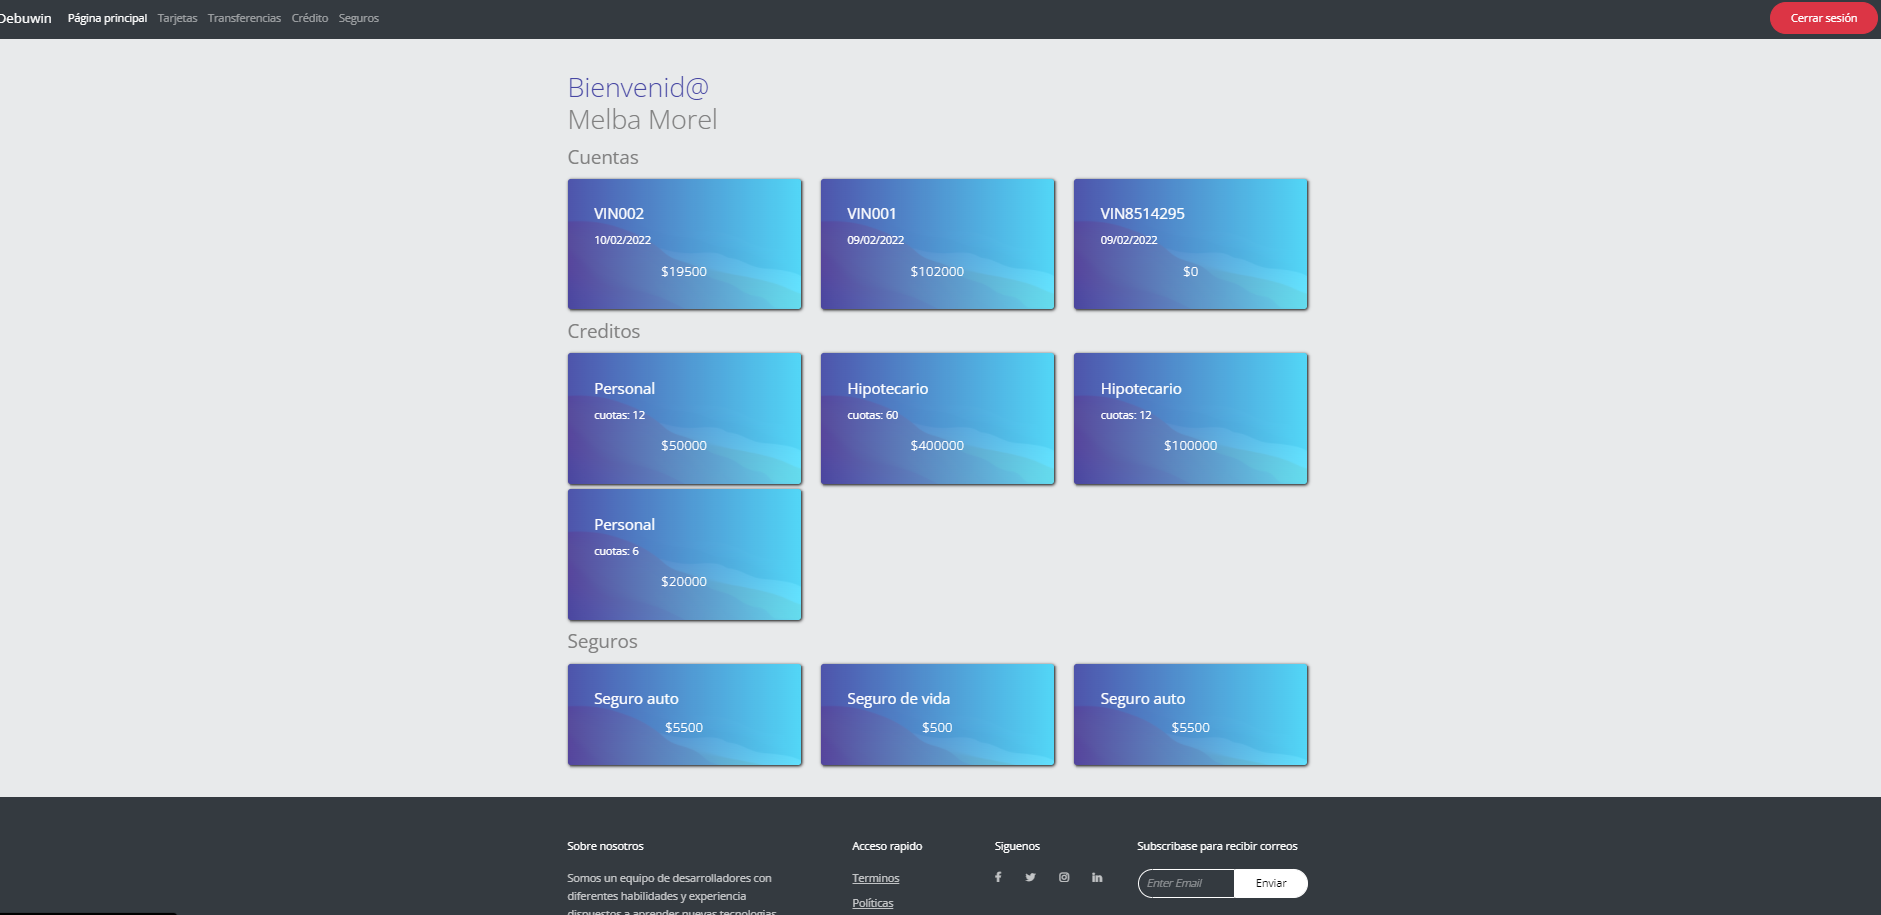 Debuwin Página principal Tarjetas Transferencias Crédito Seguros Cerrar sesión
Bienvenid@
Melba Morel
Cuentas
VIN002
10/02/2022
$19500
VIN001
09/02/2022
$102000
VIN8514295
09/02/2022
$0
Creditos
Personal
cuotas: 12
$50000
Hipotecario
cuotas: 60
$400000
Hipotecario
cuotas: 12
$100000
Personal
cuotas: 6
$20000
Seguros
Seguro auto
$5500
Seguro de vida
$500
Seguro auto
$5500
Sobre nosotros
Somos un equipo de desarrolladores con
diferentes habilidades y experiencia
dispuestos a aprender nuevas tecnologias
Acceso rapido
Terminos
Políticas
Siguenos
Subscribase para recibir correos
Enter Email Enviar